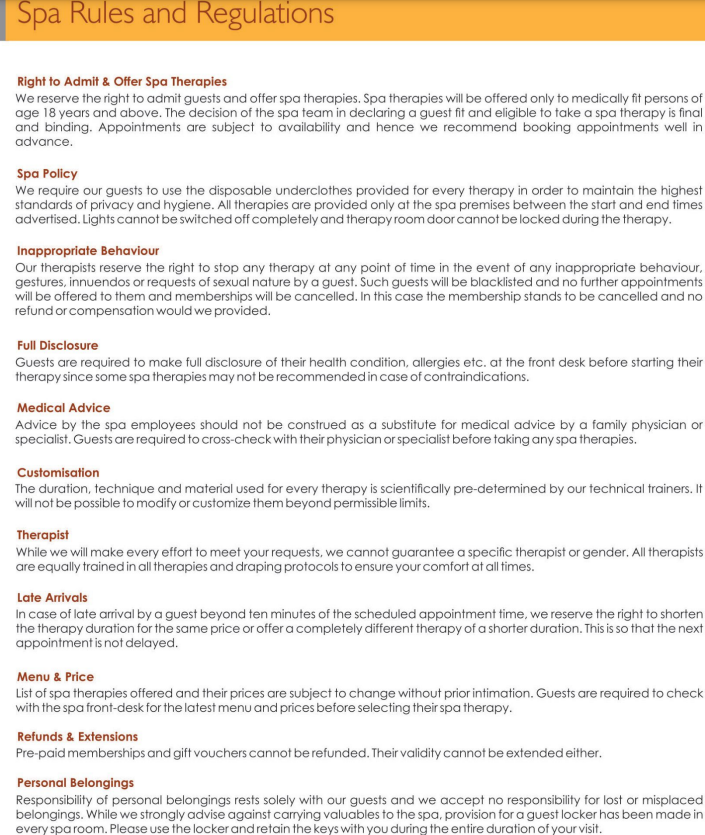 Spa Rules and Regulations
Right to Admit & Offer Spa Therapies
We reserve the right to admit guests and offer spa therapies. Spa therapies will be offered only to medically fit persons of
age 18 years and above. The decision of the spa team in declaring a guest fit and eligible to take a spa therapy is final
and binding. Appointments are subject to availability and hence we recommend booking appointments well in
advance.
Spa Policy
We require our guests to use the disposable underclothes provided for every therapy in order to maintain the highest
standards of privacy and hygiene. All therapies are provided only at the spa premises between the start and end times
advertised. Lights cannot be switched off completely and therapy room door cannot be locked during the therapy.
Inappropriate Behaviour
Our therapists reserve the right to stop any therapy at any point of time in the event of any inappropriate behaviour,
gestures, innuendos or requests of sexual nature by a guest. Such guests will be blacklisted and no further appointments
will be offered to them and memberships will be cancelled. In this case the membership stands to be cancelled and no
refund or compensation would we provided.
Full Disclosure
Guests are required to make full disclosure of their health condition, allergies etc. at the front desk before starting their
therapy since some spa therapies may not be recommended in case of contraindications.
Medical Advice
Advice by the spa employees should not be construed as a substitute for medical advice by a family physician or
specialist. Guests are required to cross-check with their physician or specialist before taking any spa therapies.
Customisation
The duration, technique and material used for every therapy is scientifically pre-determined by our technical trainers. It
will not be possible to modify or customize them beyond permissible limits.
Therapist
While we will make every effort to meet your requests, we cannot guarantee a specific therapist or gender. All therapists
are equally trained in all therapies and draping protocols to ensure your comfort at all times.
Late Arrivals
In case of late arrival by a guest beyond ten minutes of the scheduled appointment time, we reserve the right to shorten
the therapy duration for the same price or offer a completely different therapy of a shorter duration. This is so that the next
appointment is not delayed.
Menu & Price
List of spa therapies offered and their prices are subject to change without prior intimation. Guests are required to check
with the spa front-desk for the latest menu and prices before selecting their spa therapy.
Refunds & Extensions
Pre-paid memberships and gift vouchers cannot be refunded. Their validity cannot be extended either.
Personal Belongings
Responsibility of personal belongings rests solely with our guests and we accept no responsibility for lost or misplaced
belongings. While we strongly advise against carrying valuables to the spa, provision for a guest locker has been made in
every spa room. Please use the locker and retain the keys with you during the entire duration of your visit.